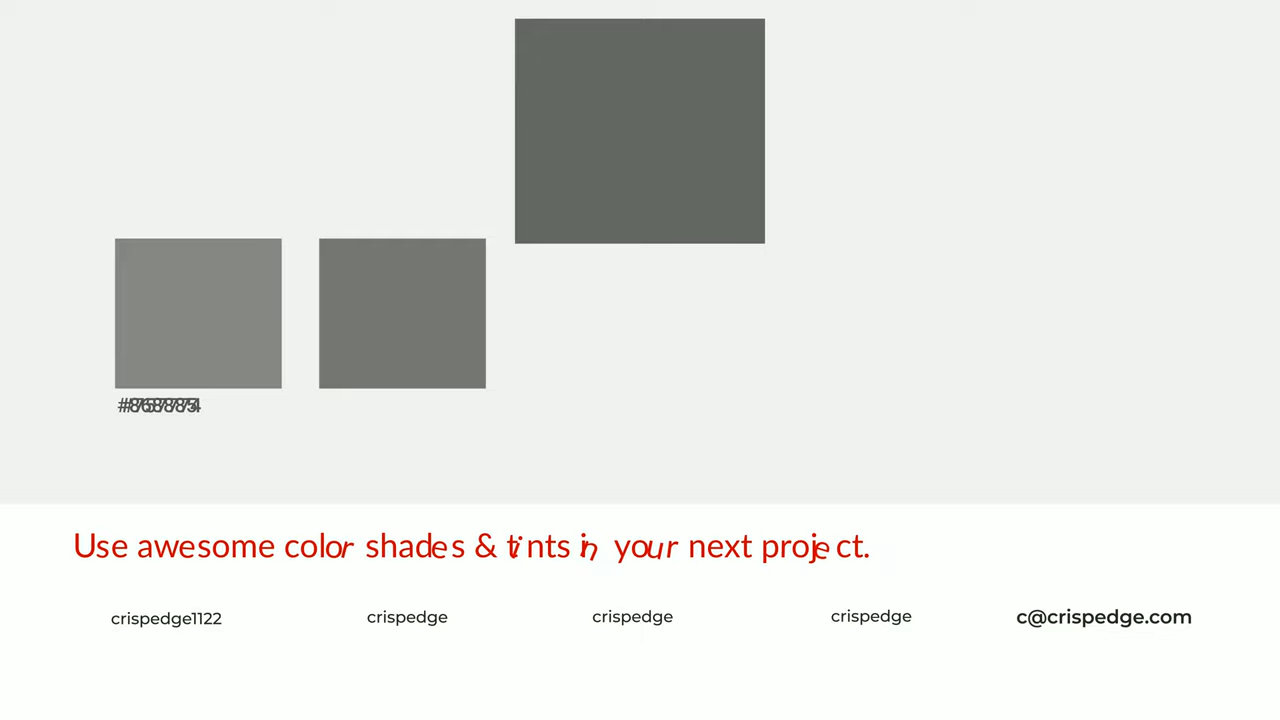 Use awesome color shades & tints in your next project.
crispedge1122 crispedge crispedge crispedge c@crispedge.com